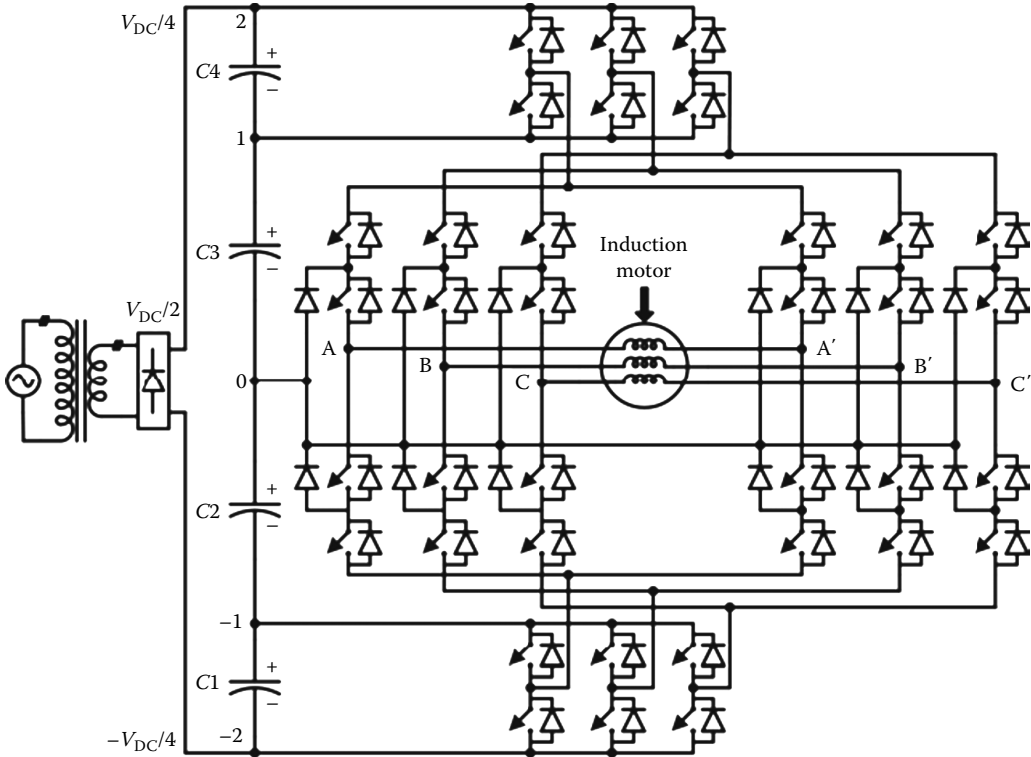 V_DC/4
2
+
C4
−
1
+
C3
−
Induction
motor
V_DC/2
A
A′
B
B′
0
C
C′
+
C2
−
−1
+
C1
−
−V_DC/4
−2